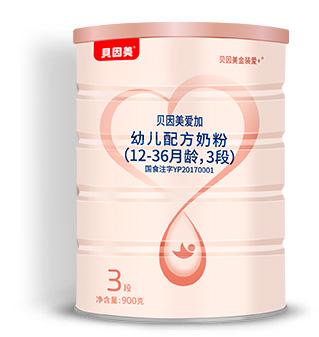 貝因美
贝因美金装爱+
贝因美爱加
幼儿配方奶粉
(12-36月龄,3段)
国食注字YP20170001
3段
净含量:900克